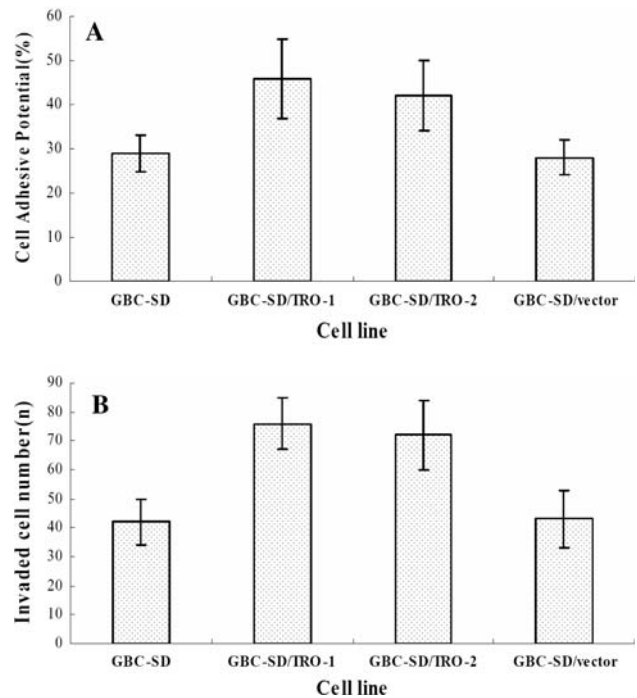 A
Cell Adhesive Potential(%)
60
50
40
30
20
10
0
GBC-SD GBC-SD/TRO-1 GBC-SD/TRO-2 GBC-SD/vector
Cell line
B
Invaded cell number(n)
90
80
70
60
50
40
30
20
10
0
GBC-SD GBC-SD/TRO-1 GBC-SD/TRO-2 GBC-SD/vector
Cell line